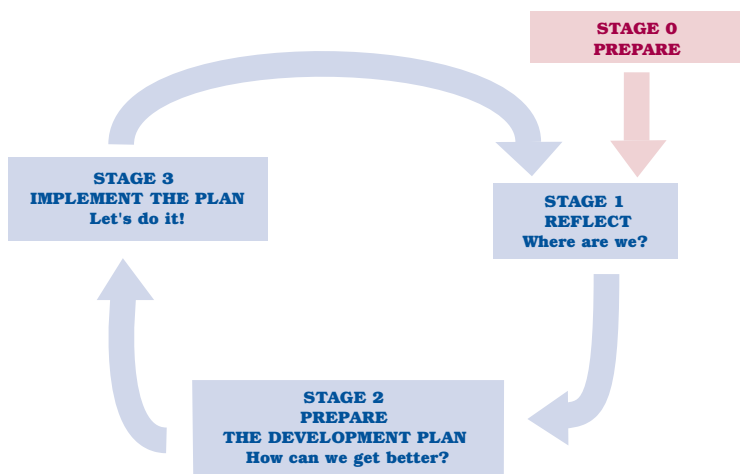 STAGE 0
PREPARE
STAGE 1
REFLECT
Where are we?
STAGE 2
PREPARE
THE DEVELOPMENT PLAN
How can we get better?
STAGE 3
IMPLEMENT THE PLAN
Let's do it!